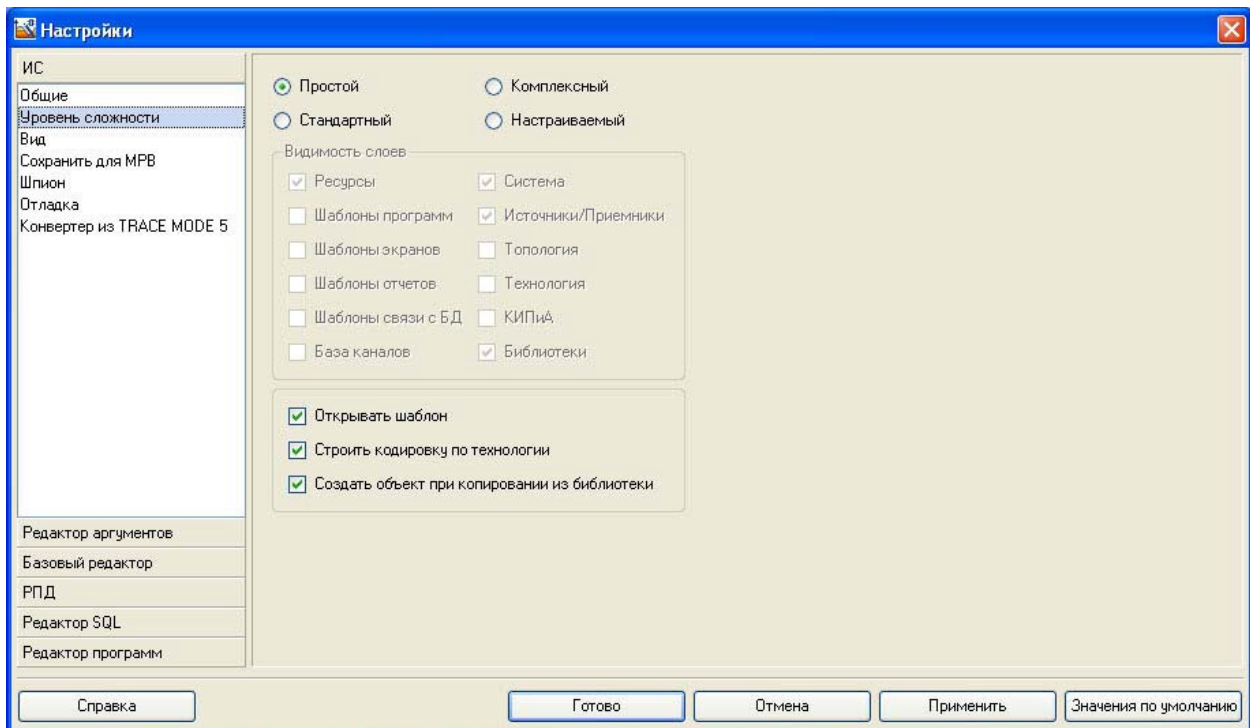 Настройки
ИС
Общие
Уровень сложности
Вид
Сохранить для МРВ
Шпион
Отладка
Конвертер из TRACE MODE 5
Редактор аргументов
Базовый редактор
РПД
Редактор SQL
Редактор программ
Простой Комплексный
Стандартный Настраиваемый
Видимость слоев
Ресурсы Система
Шаблоны программ Источники/Приемники
Шаблоны экранов Топология
Шаблоны отчетов Технология
Шаблоны связи с БД КИПиА
База каналов Библиотеки
Открывать шаблон
Строить кодировку по технологии
Создать объект при копировании из библиотеки
Справка Готово Отмена Применить Значения по умолчанию